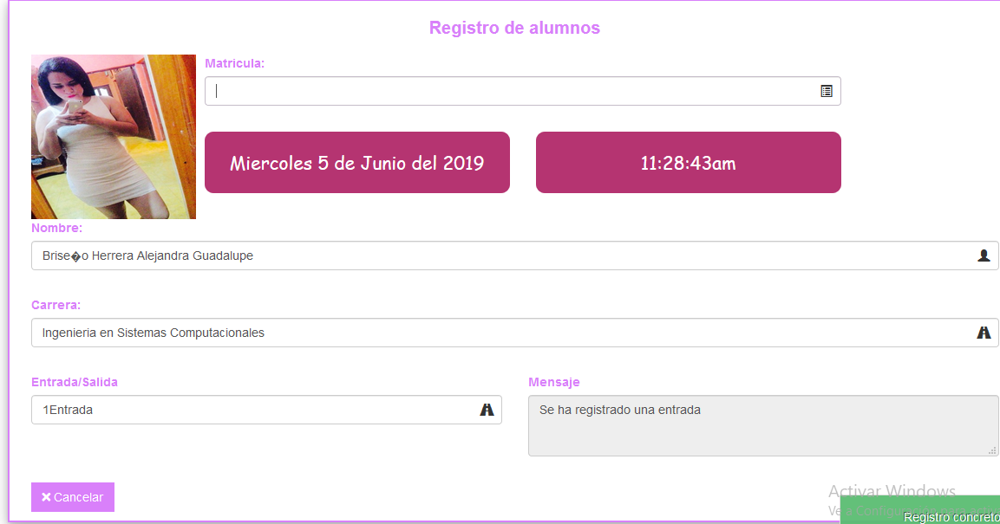 Registro de alumnos
Matricula:
Miercoles 5 de Junio del 2019
11:28:43am
Nombre:
Brise�o Herrera Alejandra Guadalupe
Carrera:
Ingenieria en Sistemas Computacionales
Entrada/Salida
Mensaje
1Entrada
Se ha registrado una entrada
Cancelar
Activar Windows
Ve a Configu
Registro concreto